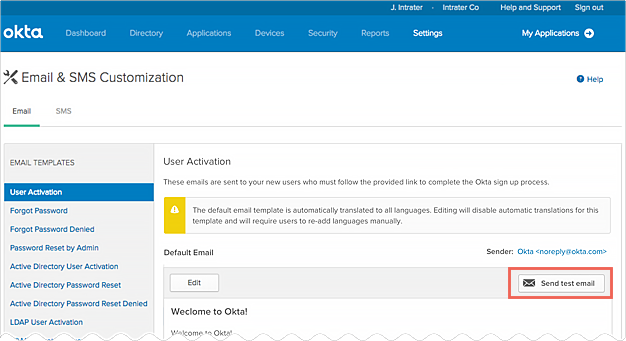 J. Intrater Intrater Co Help and Support Sign out
okta Dashboard Directory Applications Devices Security Reports Settings My Applications
Email & SMS Customization
Help
Email SMS
EMAIL TEMPLATES
User Activation
Forgot Password
Forgot Password Denied
Password Reset by Admin
Active Directory User Activation
Active Directory Password Reset
Active Directory Password Reset Denied
LDAP User Activation
User Activation
These emails are sent to your new users who must follow the provided link to complete the Okta sign up process.
The default email template is automatically translated to all languages. Editing will disable automatic translations for this
template and will require users to re-add languages manually.
Default Email
Sender: Okta <noreply@okta.com>
Edit
Send test email
Welcome to Okta!
Welcome to Okta!